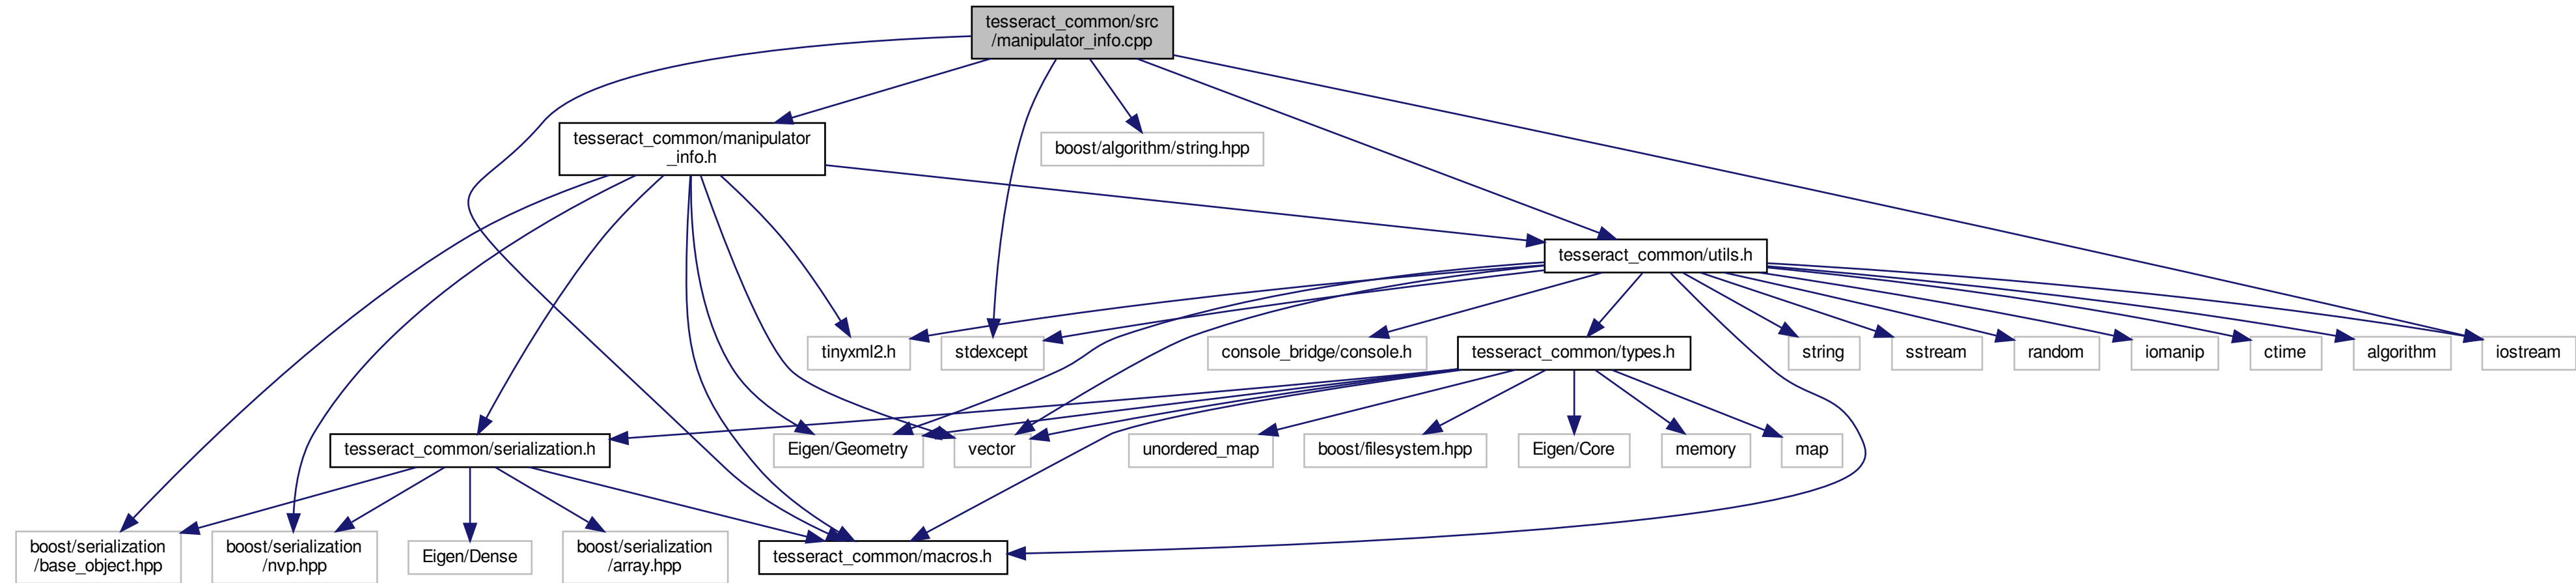 tesseract_common/src
/manipulator_info.cpp
tesseract_common/manipulator
_info.h
boost/algorithm/string.hpp
tesseract_common/utils.h
tinyxml2.h
stdexcept
console_bridge/console.h
tesseract_common/types.h
string
sstream
random
iomanip
ctime
algorithm
iostream
tesseract_common/serialization.h
Eigen/Geometry
vector
unordered_map
boost/filesystem.hpp
Eigen/Core
memory
map
boost/serialization
/base_object.hpp
boost/serialization
/nvp.hpp
Eigen/Dense
boost/serialization
/array.hpp
tesseract_common/macros.h